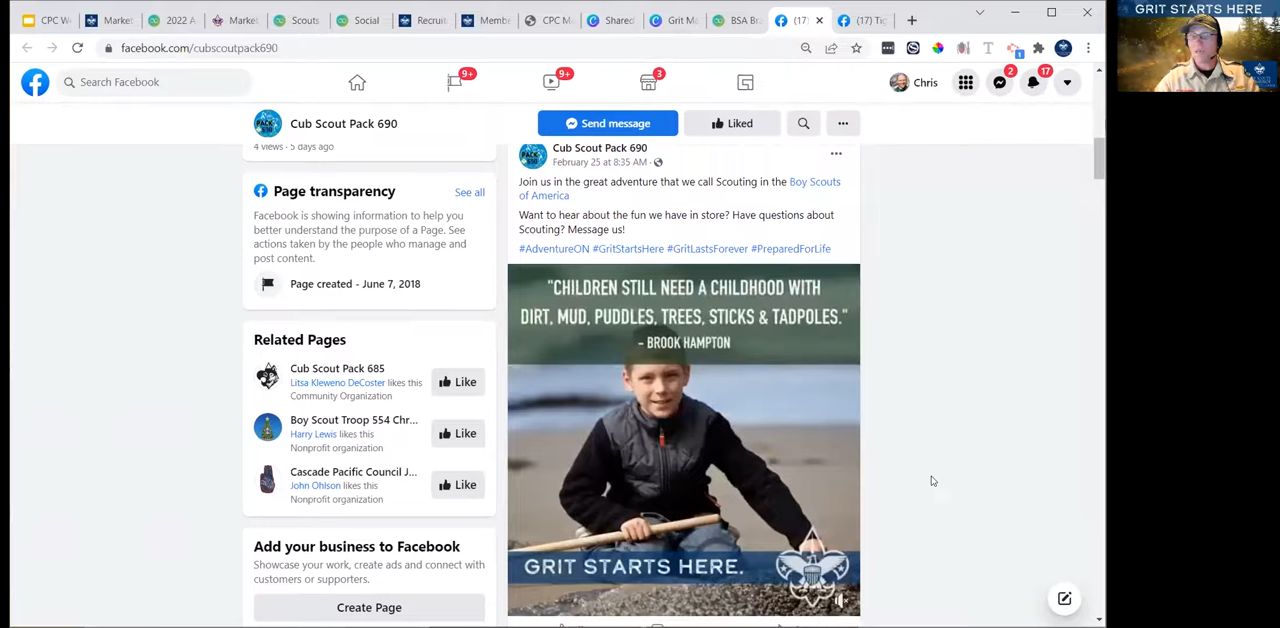 CPC W
Market
2022 A
Market
Scouts
Social
Recruit
Memb
CPC M
Shared
Grit M
BSA Br
(17)
(17) Ti
facebook.com/cubscoutpack690
Search Facebook
9+
9+
3
Chris
2
17
Cub Scout Pack 690
Send message
Liked
4 views · 5 days ago
Page transparency
See all
Facebook is showing information to help you
better understand the purpose of a Page. See
actions taken by the people who manage and
post content.
Page created - June 7, 2018
Related Pages
Cub Scout Pack 685
Litsa Kleweno DeCoster likes this
Community Organization
Like
Boy Scout Troop 554 Chr...
Harry Lewis likes this
Nonprofit organization
Like
Cascade Pacific Council J...
John Ohlson likes this
Nonprofit organization
Like
Add your business to Facebook
Showcase your work, create ads and connect with
customers or supporters.
Create Page
Cub Scout Pack 690
February 25 at 8:35 AM ·
Join us in the great adventure that we call Scouting in the Boy Scouts
of America
Want to hear about the fun we have in store? Have questions about
Scouting? Message us!
#AdventureON #GritStartsHere #GritLastsForever #PreparedForLife
"CHILDREN STILL NEED A CHILDHOOD WITH
DIRT, MUD, PUDDLES, TREES, STICKS & TADPOLES."
- BROOK HAMPTON
GRIT STARTS HERE.
GRIT STARTS HERE